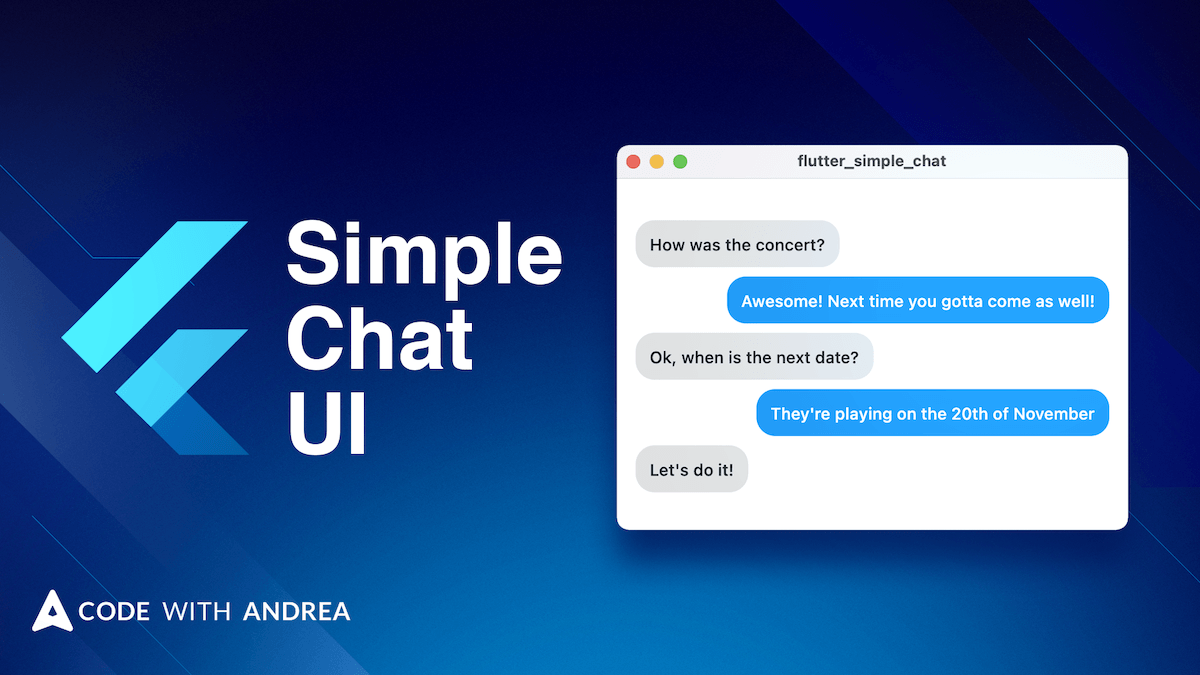 Simple
Chat
UI
flutter_simple_chat
How was the concert?
Awesome! Next time you gotta come as well!
Ok, when is the next date?
They're playing on the 20th of November
Let's do it!
CODE WITH ANDREA